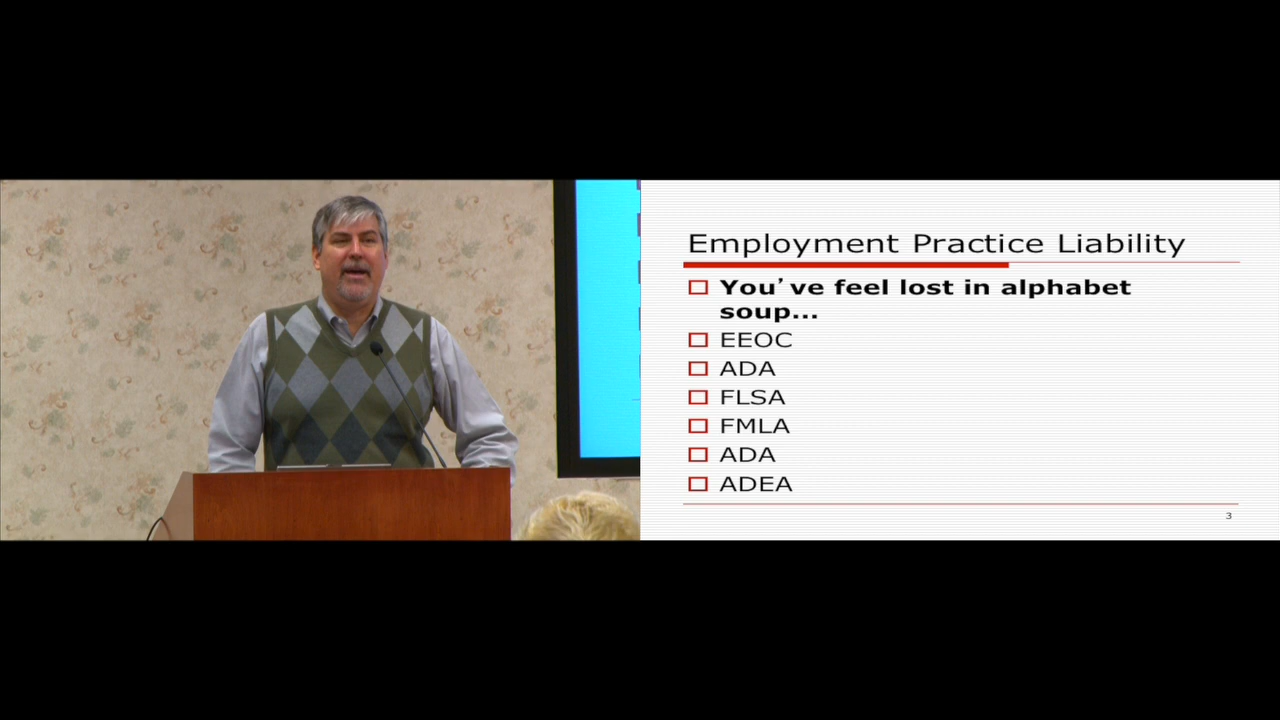 Employment Practice Liability
You’ve feel lost in alphabet
soup...
EEOC
ADA
FLSA
FMLA
ADA
ADEA
3